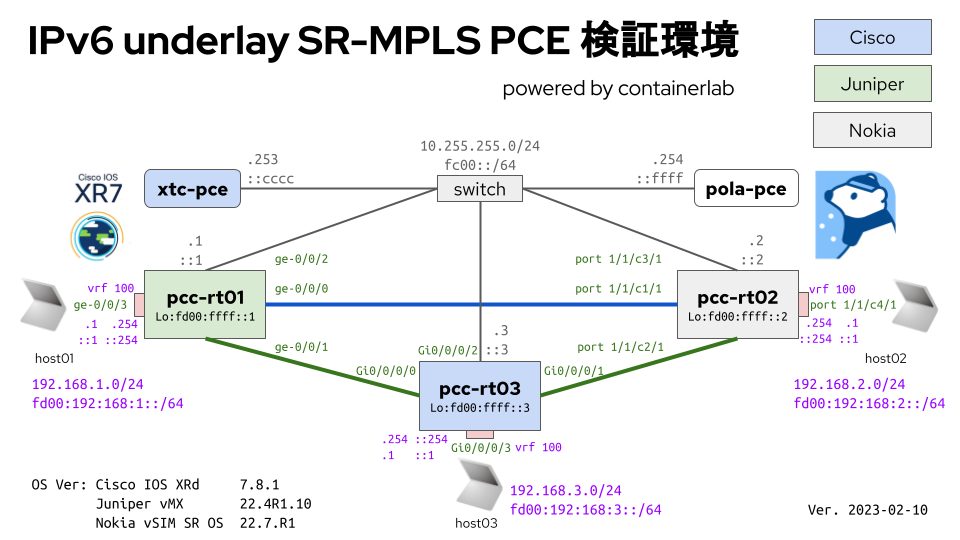 IPv6 underlay SR-MPLS PCE 検証環境
powered by containerlab
Cisco
Juniper
Nokia
10.255.255.0/24
fc00::/64
.253
::cccc
.254
::ffff
Cisco IOS
XR7
xtc-pce
switch
pola-pce
.1
::1
.2
::2
ge-0/0/2
port 1/1/c3/1
vrf 100
ge-0/0/3
.1 .254
::1 ::254
pcc-rt01
Lo:fd00:ffff::1
ge-0/0/0
port 1/1/c1/1
pcc-rt02
Lo:fd00:ffff::2
vrf 100
port 1/1/c4/1
.254 .1
::254 ::1
.3
::3
ge-0/0/1
Gi0/0/0/2
port 1/1/c2/1
host01
host02
Gi0/0/0/0
Gi0/0/0/1
pcc-rt03
Lo:fd00:ffff::3
192.168.1.0/24
fd00:192:168:1::/64
192.168.2.0/24
fd00:192:168:2::/64
.254 ::254
.1 ::1
Gi0/0/0/3 vrf 100
192.168.3.0/24
fd00:192:168:3::/64
host03
OS Ver: Cisco IOS XRd 7.8.1
Juniper vMX 22.4R1.10
Nokia vSIM SR OS 22.7.R1
Ver. 2023-02-10